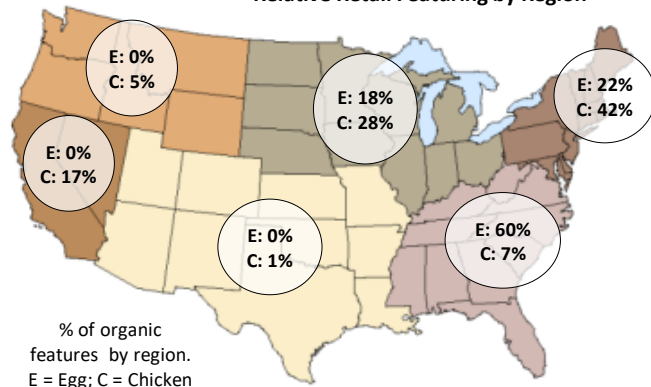 Relative Retail Featuring by Region
E: 0%
C: 5%
E: 18%
C: 28%
E: 22%
C: 42%
E: 0%
C: 17%
E: 0%
C: 1%
E: 60%
C: 7%
% of organic
features by region.
E = Egg; C = Chicken